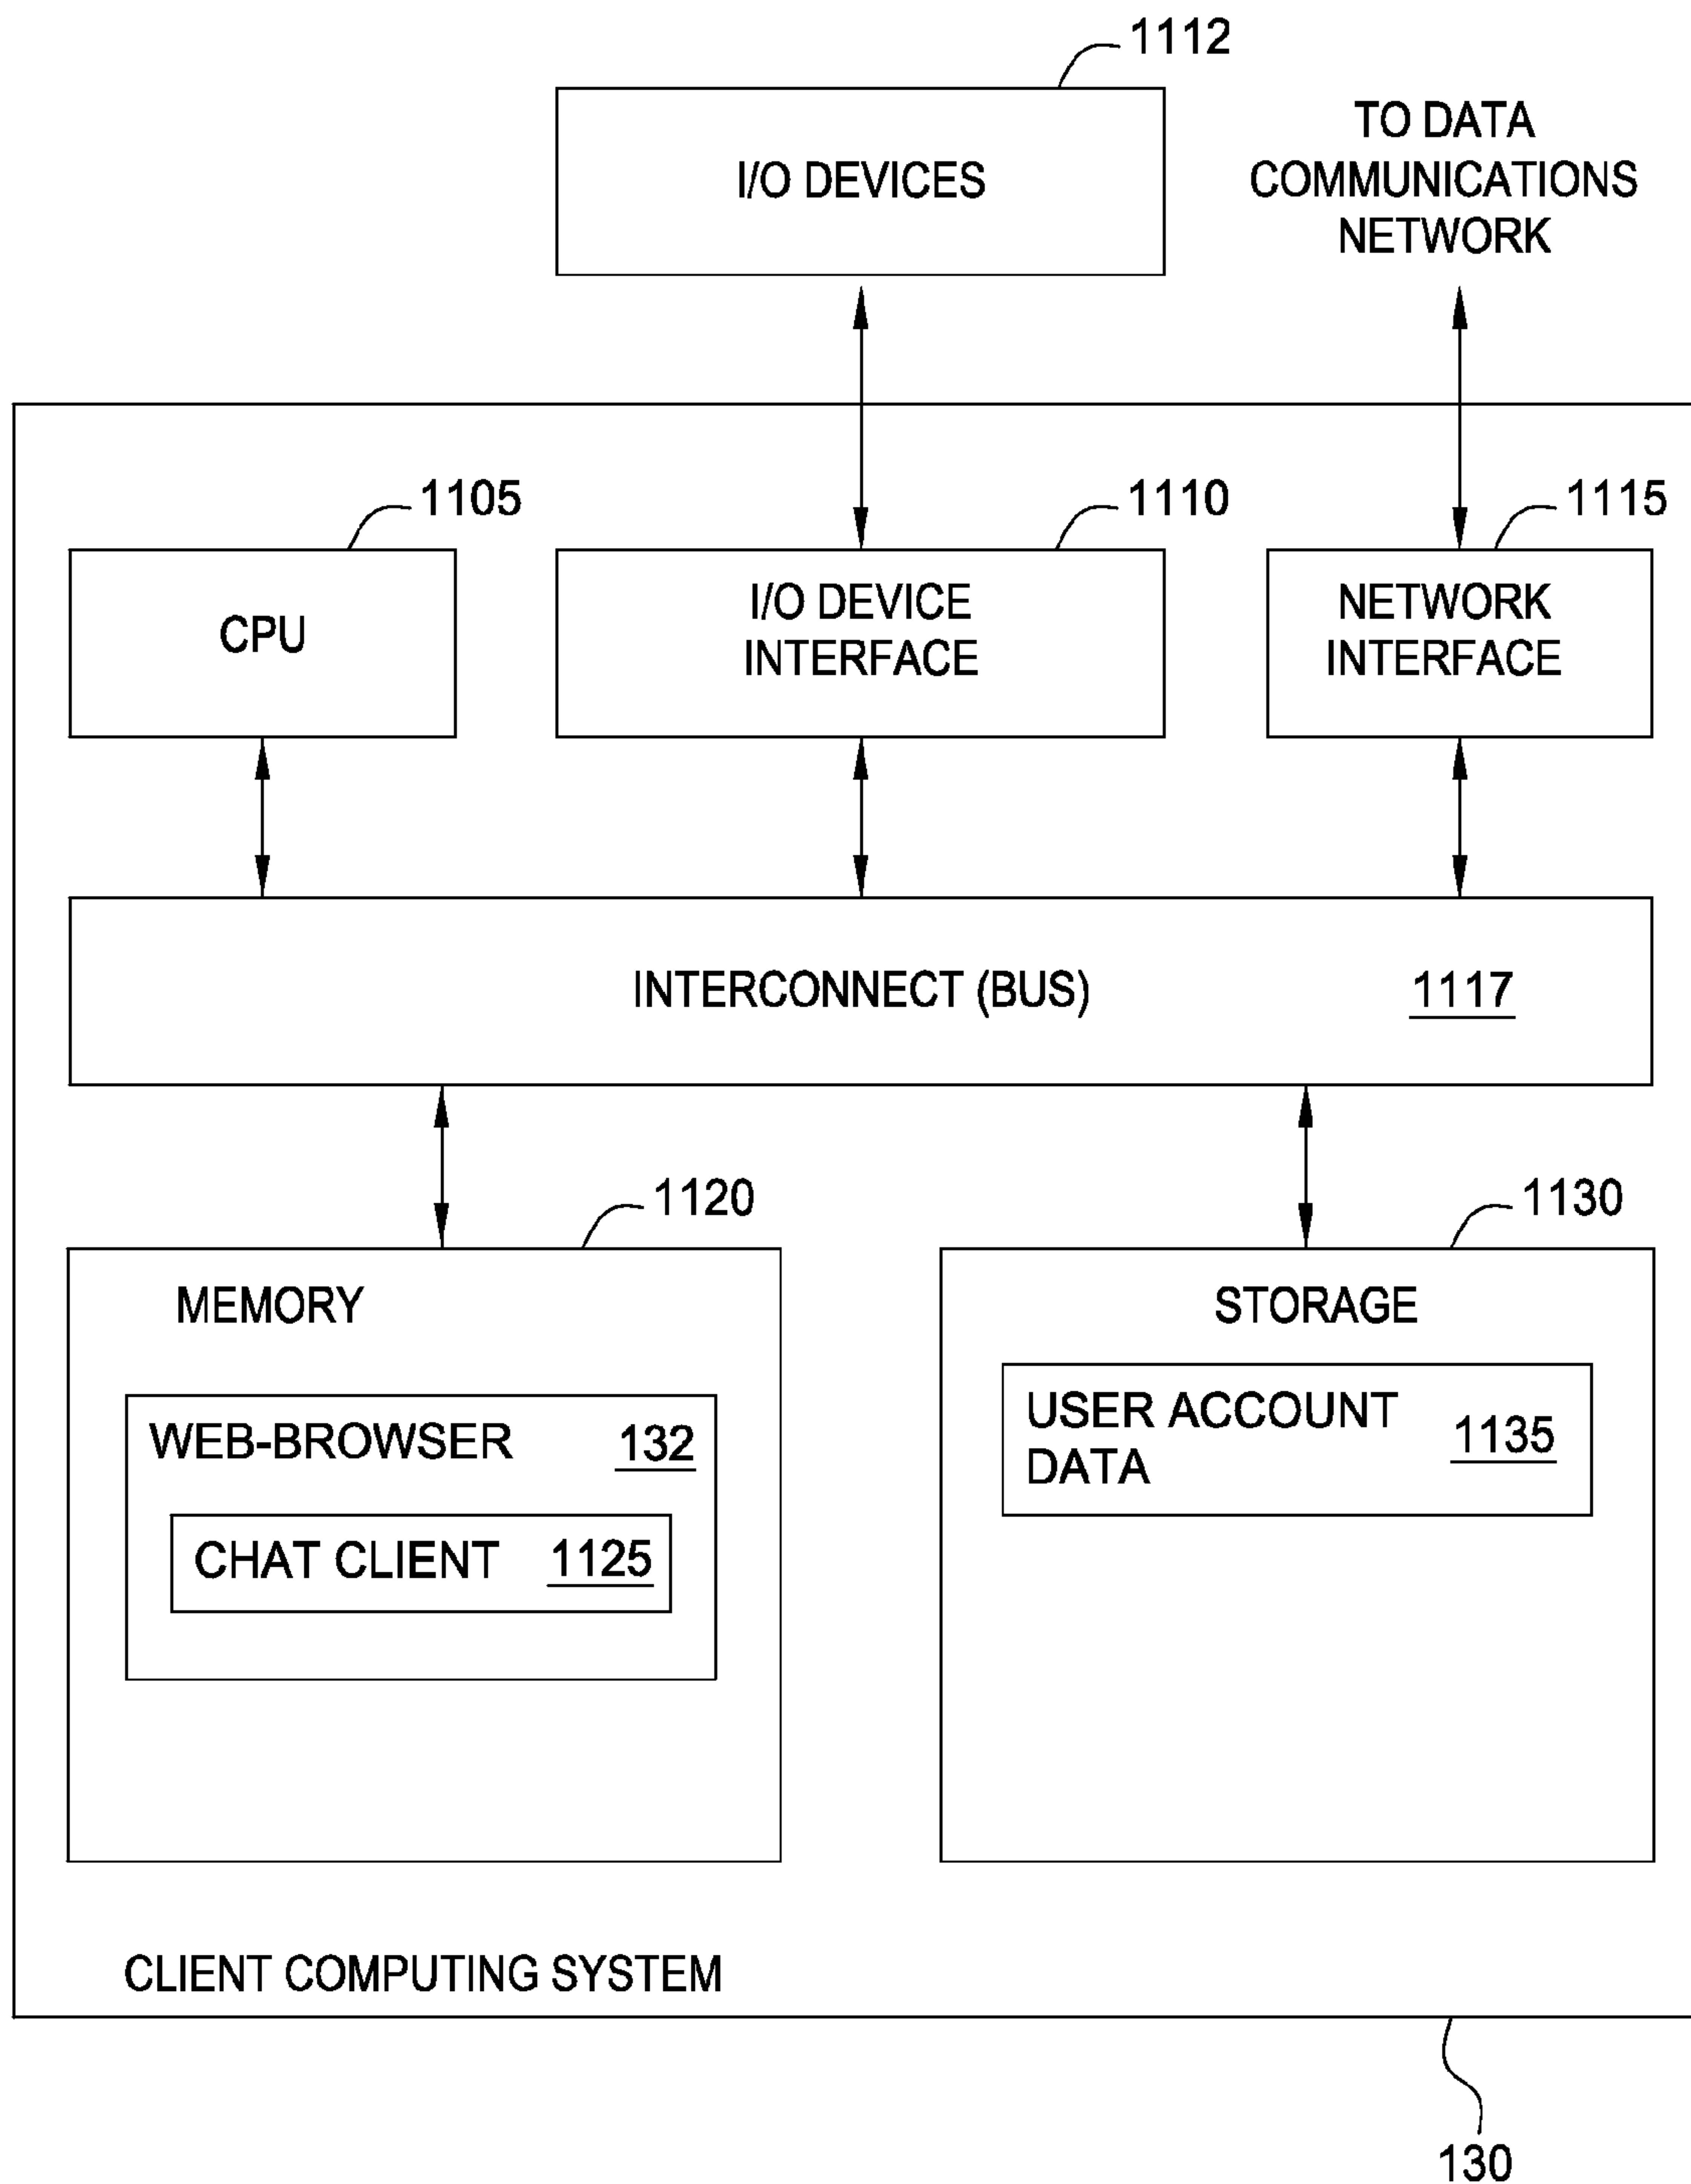 1112
I/O DEVICES
TO DATA
COMMUNICATIONS
NETWORK
1105
1110
1115
CPU
I/O DEVICE
INTERFACE
NETWORK
INTERFACE
INTERCONNECT (BUS) 1117
1120
1130
MEMORY
WEB-BROWSER 132
CHAT CLIENT 1125
STORAGE
USER ACCOUNT
DATA
1135
CLIENT COMPUTING SYSTEM
130